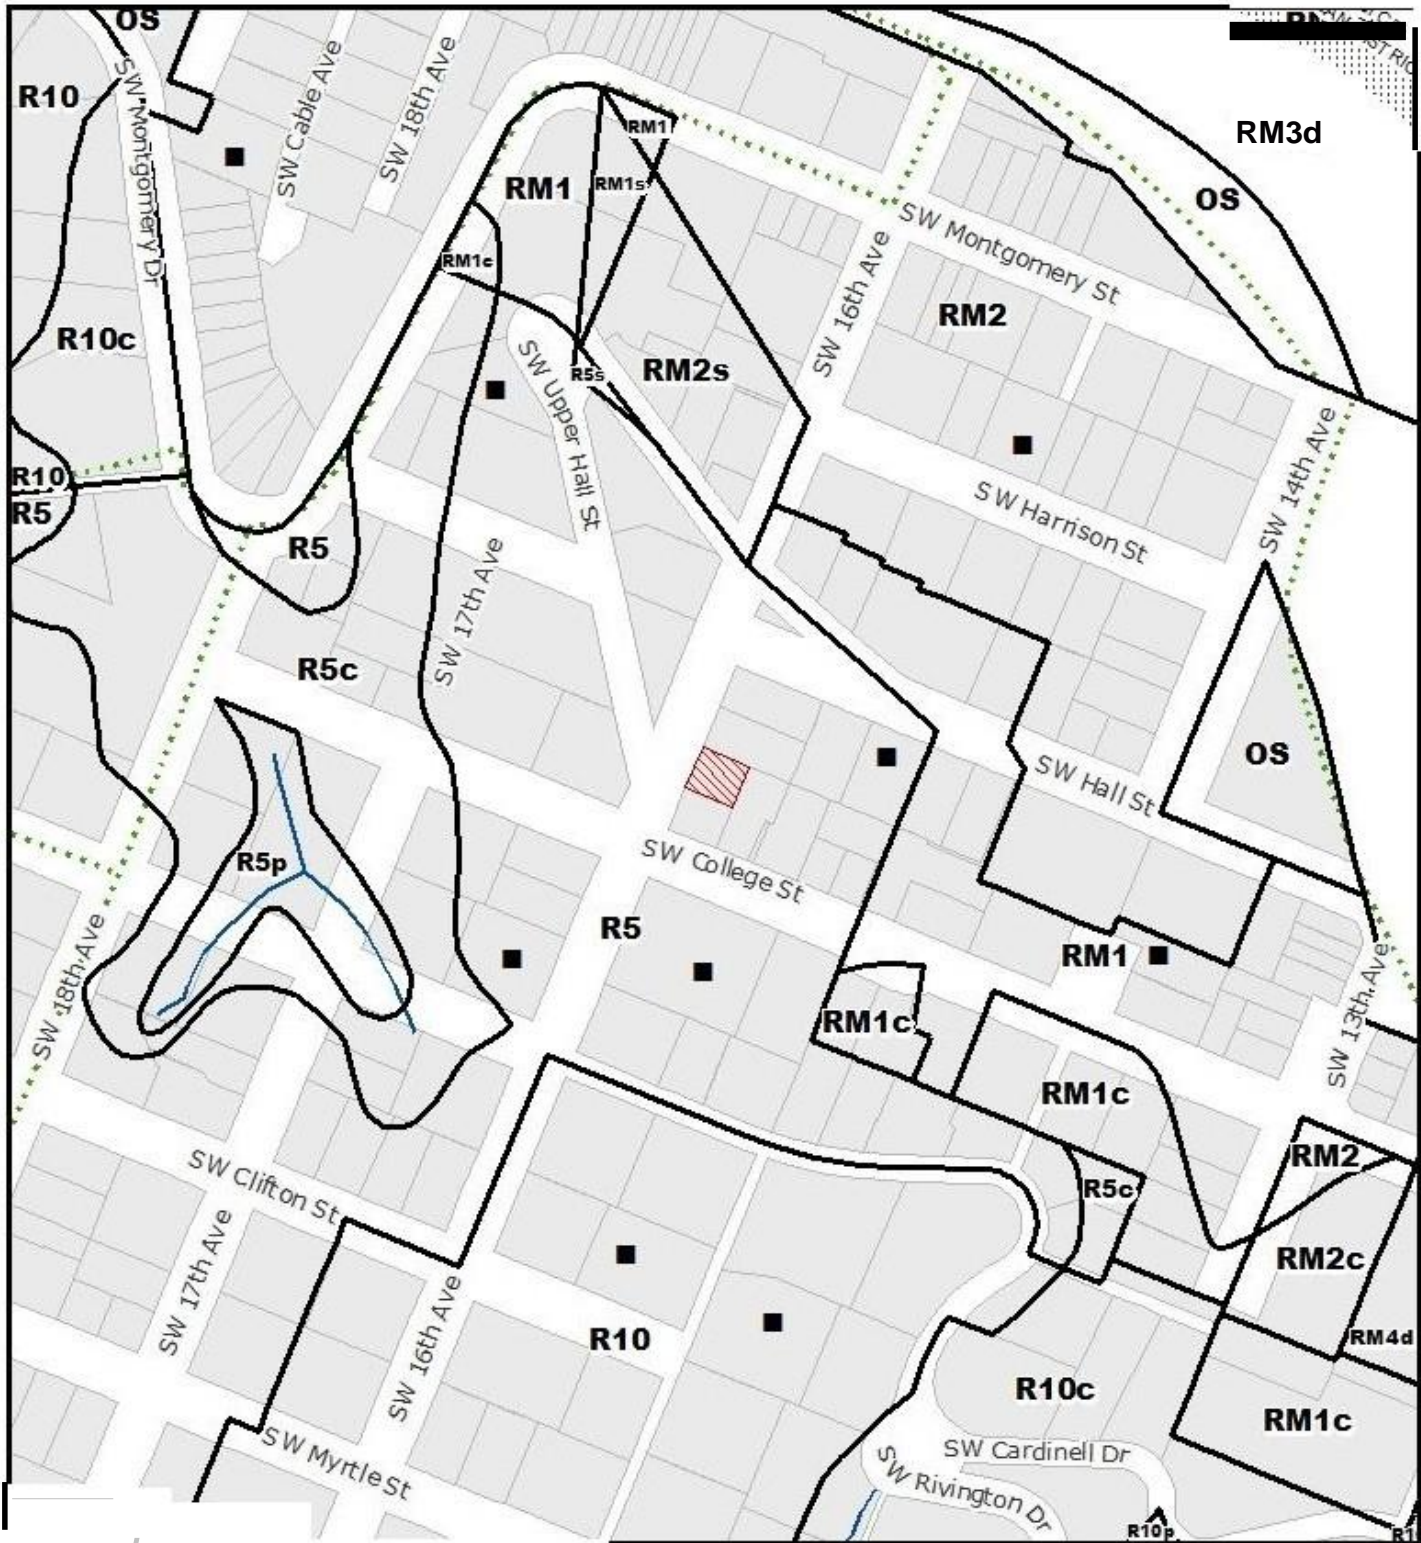 OS
R10
SW Montgomery Dr
SW Cable Ave
SW 18th Ave
RM3d
RM1
RM1
RM1s
OS
SW Montgomery St
SW 16th Ave
RM1c
RM2
R10c
SW Upper Hall St
R5s
RM2s
R10
R5
SW Harrison St
SW 14th Ave
R5
SW 17th Ave
R5c
OS
SW Hall St
R5p
SW College St
R5
RM1
SW 18th Ave
RM1c
SW 13th Ave
RM1c
RM2
R5c
SW Clifton St
RM2c
SW 17th Ave
R10
SW 16th Ave
RM4d
R10c
RM1c
SW Myrtle St
SW Cardinell Dr
SW Rivington Dr
R10p